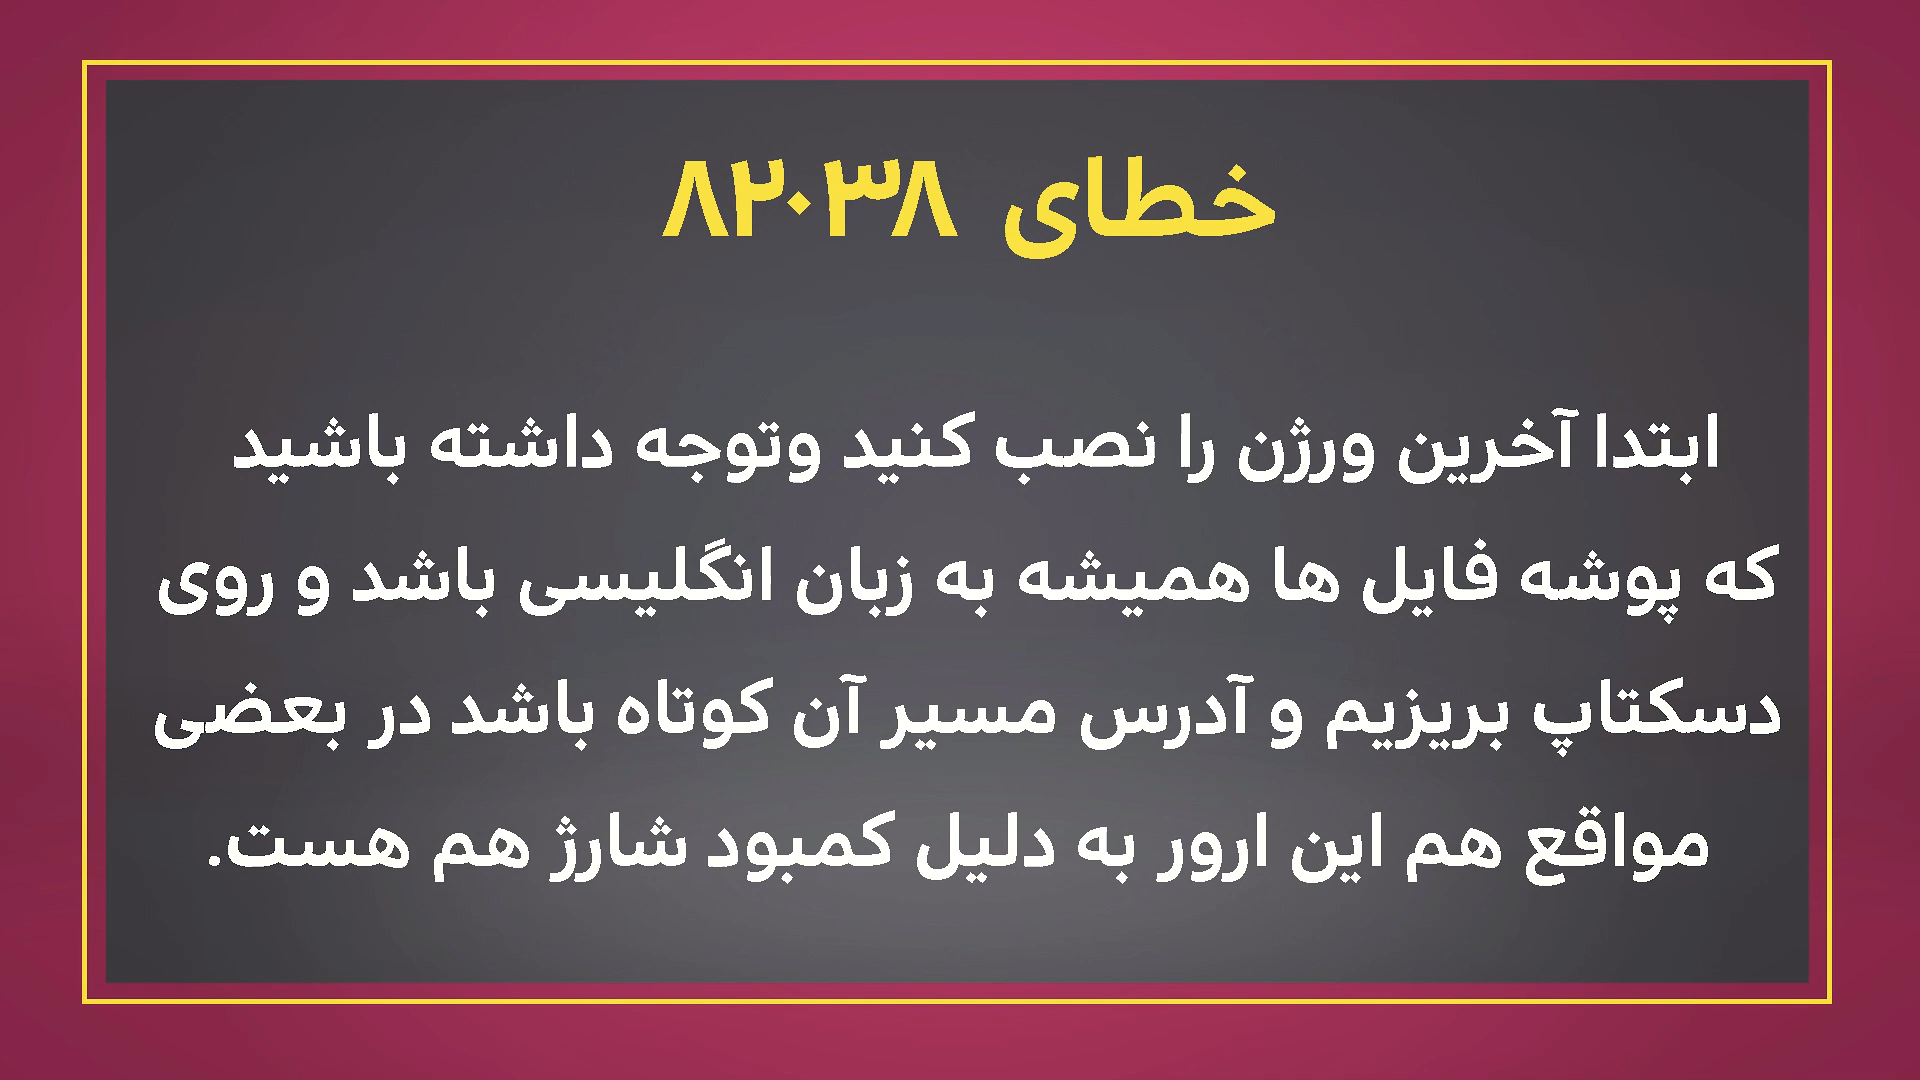 خطای ۸۲۰۳۸
ابتدا آخرین ورژن را نصب کنید وتوجه داشته باشید
که پوشه فایل ها همیشه به زبان انگلیسی باشد و روی
دسکتاپ بریزیم و آدرس مسیر آن کوتاه باشد در بعضی
مواقع هم این ارور به دلیل کمبود شارژ هم هست.